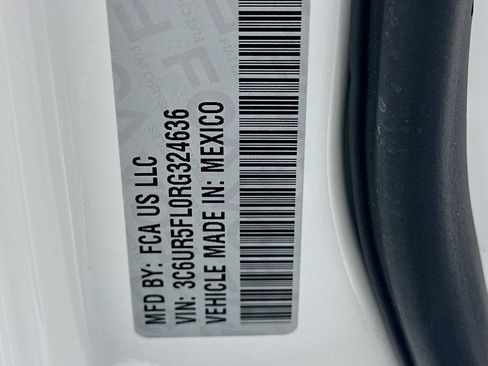 MFD BY: FCA US LLC
VIN: 3C6UR5FL0RG324636
VEHICLE MADE IN: MEXICO